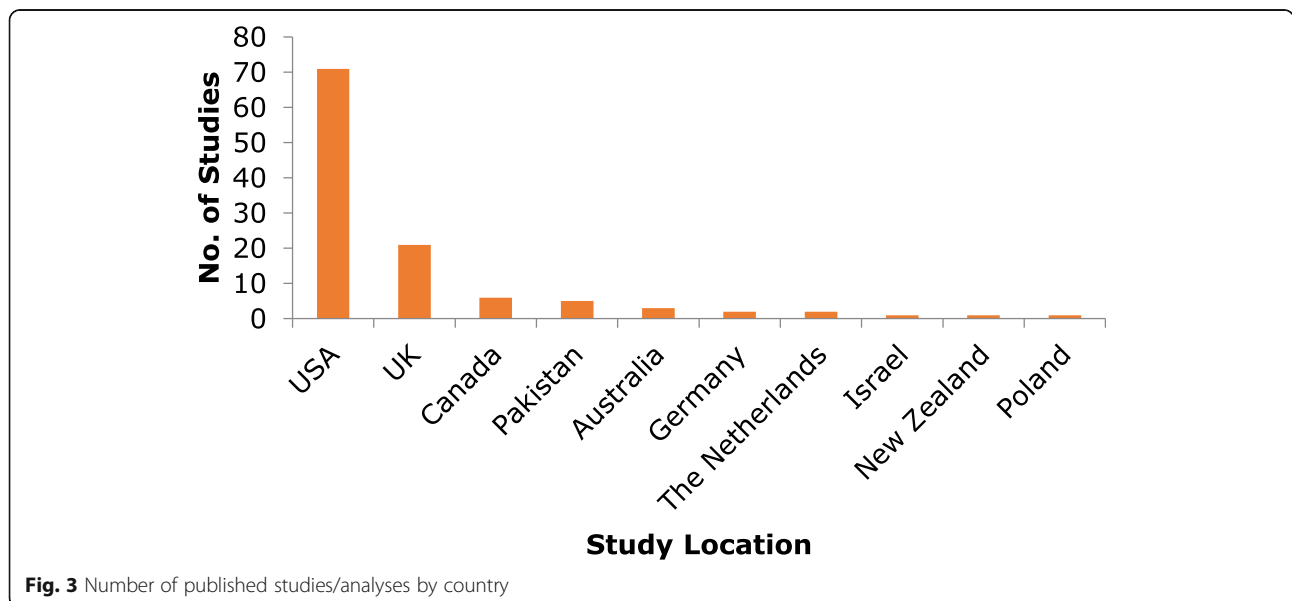 80
70
60
50
40
30
20
10
0
No. of Studies
USA
UK
Canada
Pakistan
Australia
Germany
The Netherlands
Israel
New Zealand
Poland
Study Location
Fig. 3 Number of published studies/analyses by country